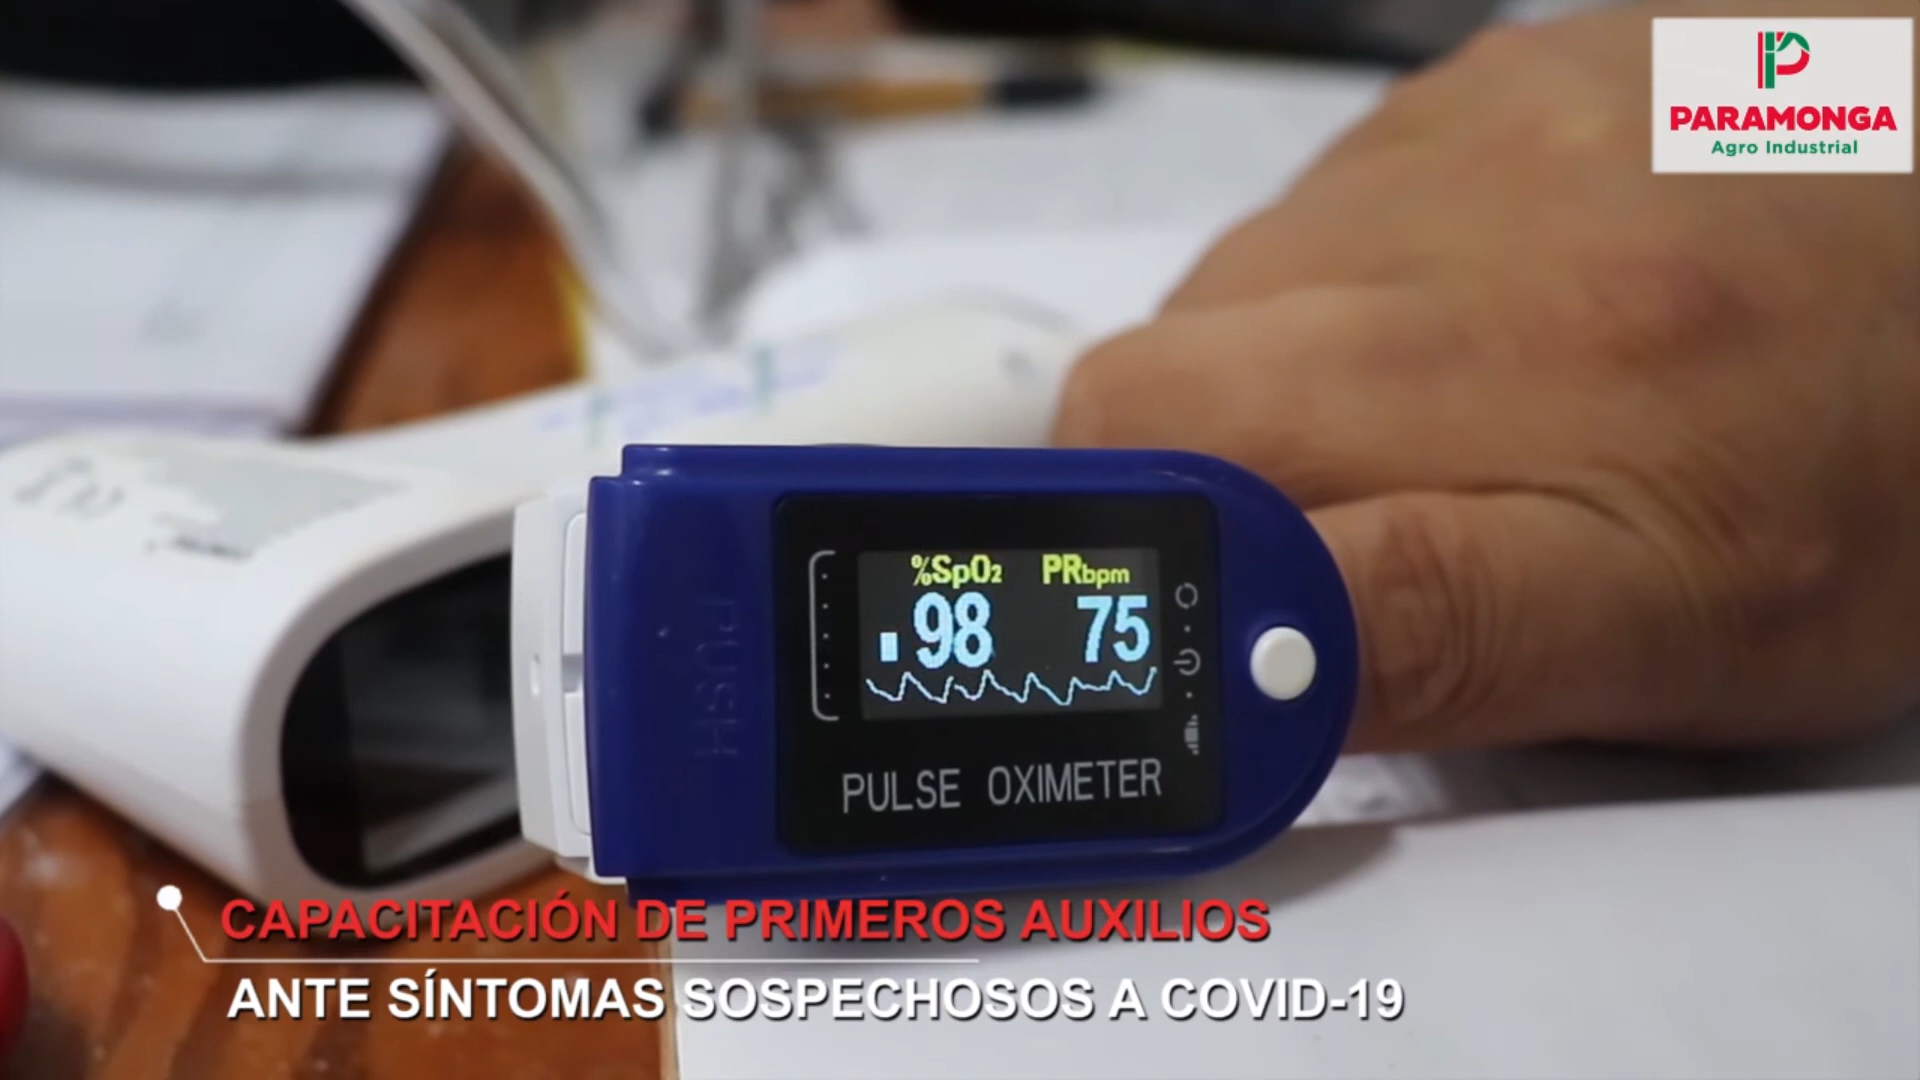 PARAMONGA
Agro Industrial
%SpO₂ PRbpm
98 75
PUSH
PULSE OXIMETER
CAPACITACIÓN DE PRIMEROS AUXILIOS
ANTE SÍNTOMAS SOSPECHOSOS A COVID-19